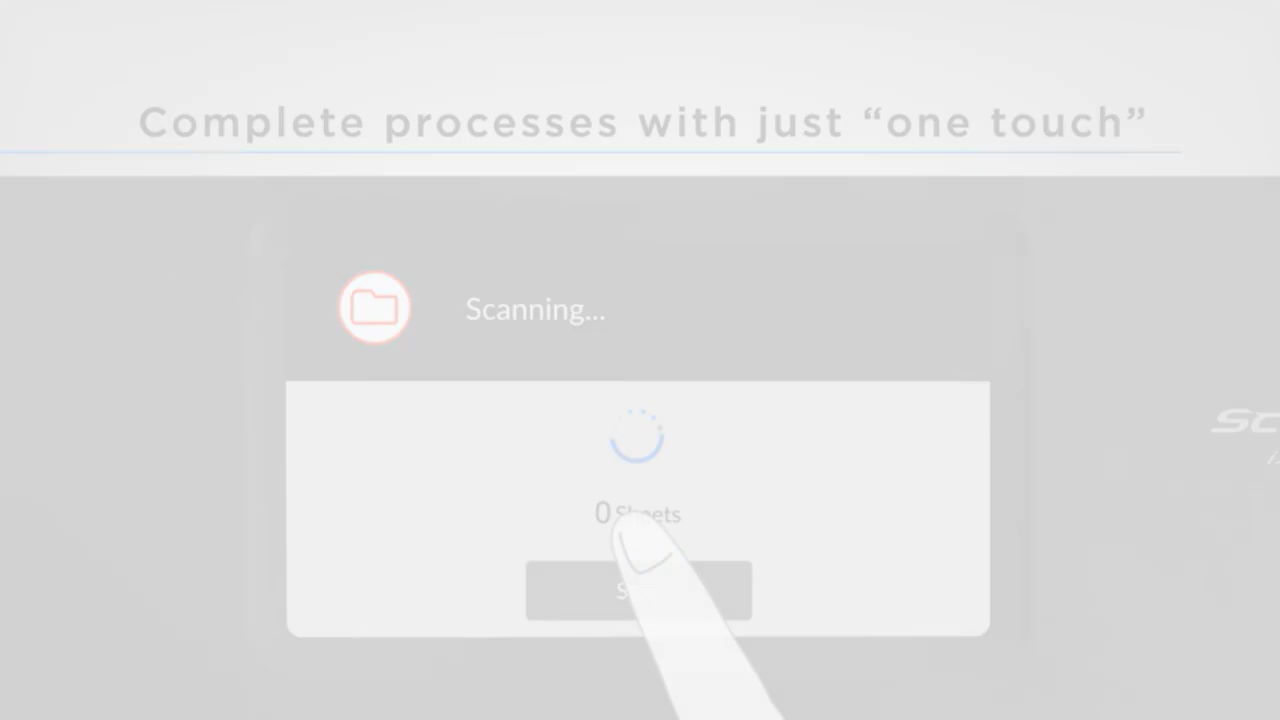 Complete processes with just “one touch”
Scanning...
0 Sheets